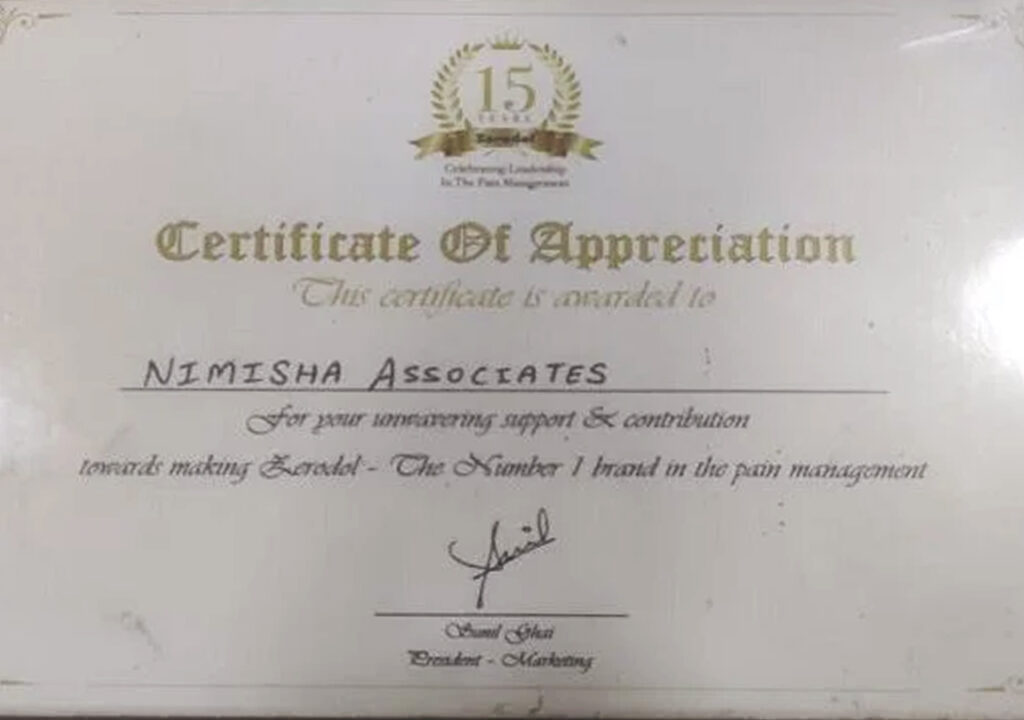 15
YEARS
Zerodol
Celebrating Leadership
In The Pain Management
Certificate Of Appreciation
This certificate is awarded to
NIMISHA ASSOCIATES
For your unwavering support & contribution
towards making Zerodol - The Number 1 brand in the pain management
Sunil
Sunil Ghai
President - Marketing